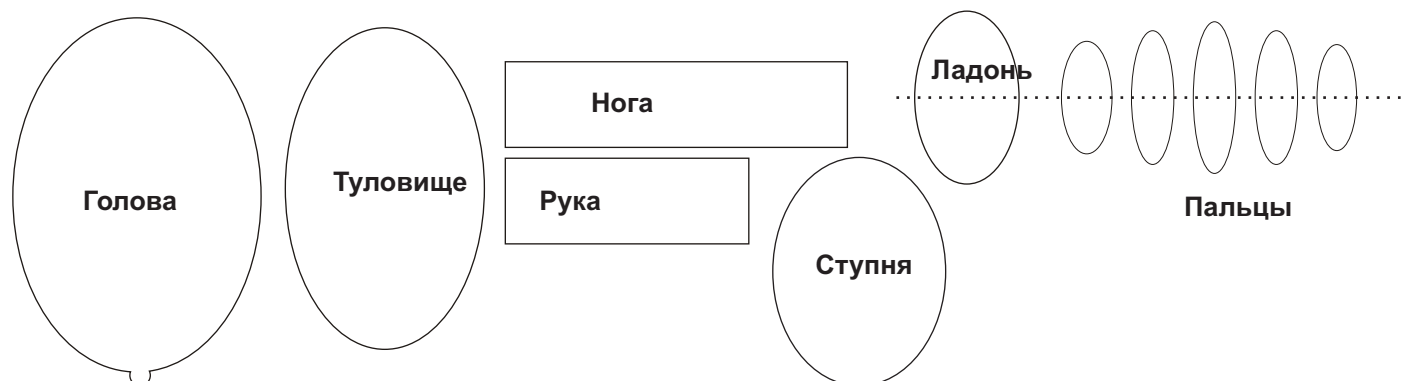 Голова
Туловище
Нога
Рука
Ступня
Ладонь
Пальцы